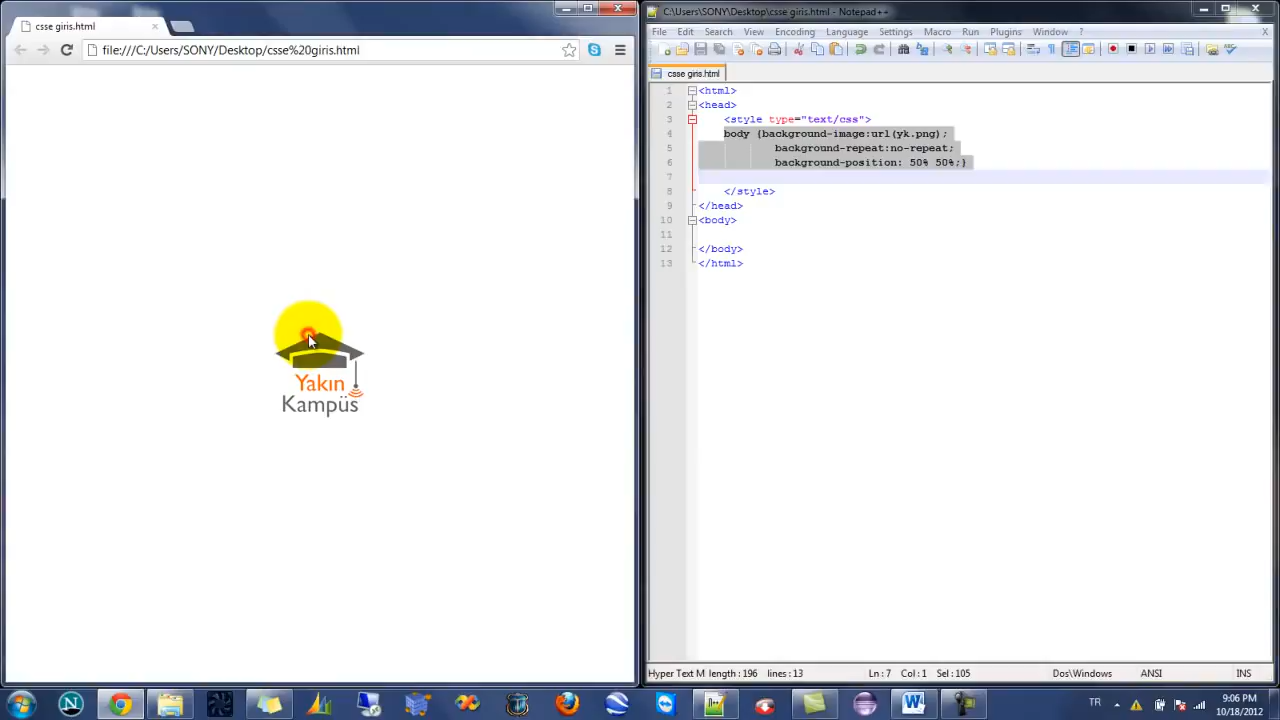 csse giris.html
file:///C:/Users/SONY/Desktop/csse%20giris.html
Yakın
Kampüs
C:\Users\SONY\Desktop\csse giris.html - Notepad++
File Edit Search View Encoding Language Settings Macro Run Plugins Window ? X
csse giris.html
1 <html>
2 <head>
3 <style type="text/css">
4 body {background-image:url(yk.png);
5 background-repeat:no-repeat;
6 background-position: 50% 50%;}
7
8 </style>
9 </head>
10 <body>
11
12 </body>
13 </html>
Hyper Text M length : 196 lines : 13 Ln : 7 Col : 1 Sel : 105 Dos\Windows ANSI INS
TR
9:06 PM
10/18/2012